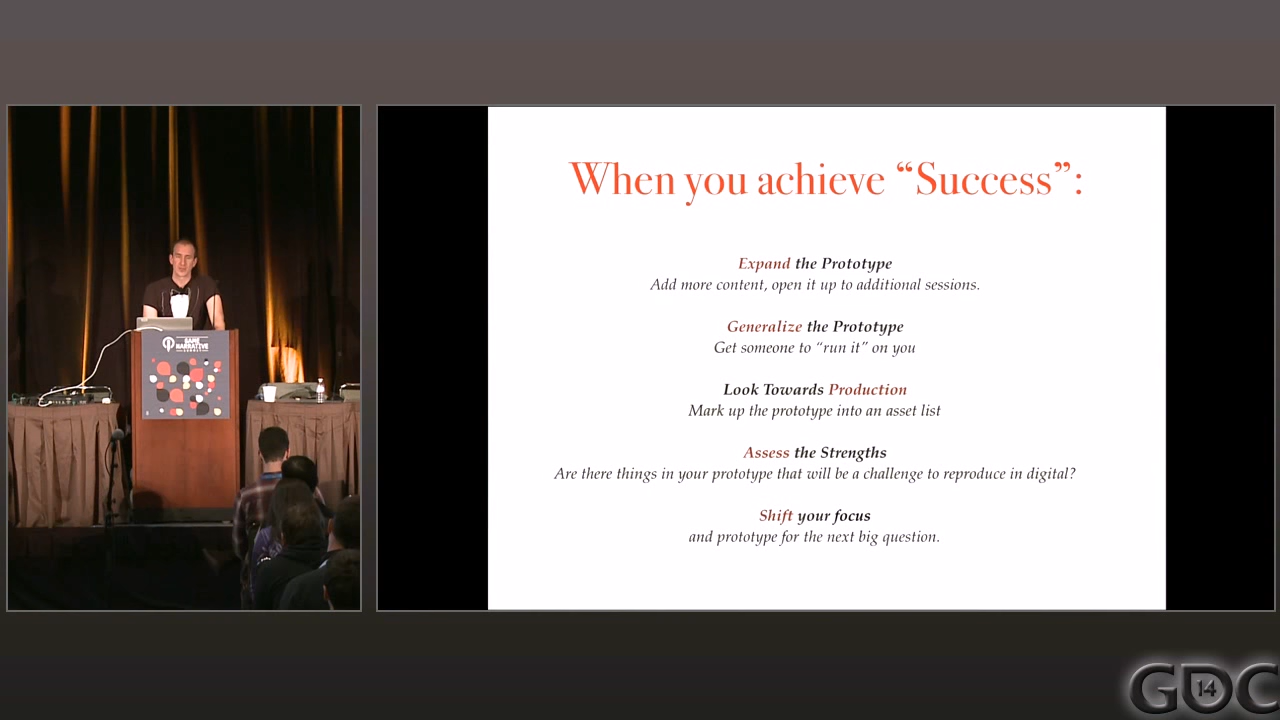 GAME
NARRATIVE
SUMMIT
When you achieve “Success”:
Expand the Prototype
Add more content, open it up to additional sessions.
Generalize the Prototype
Get someone to “run it” on you
Look Towards Production
Mark up the prototype into an asset list
Assess the Strengths
Are there things in your prototype that will be a challenge to reproduce in digital?
Shift your focus
and prototype for the next big question.
GDC
14